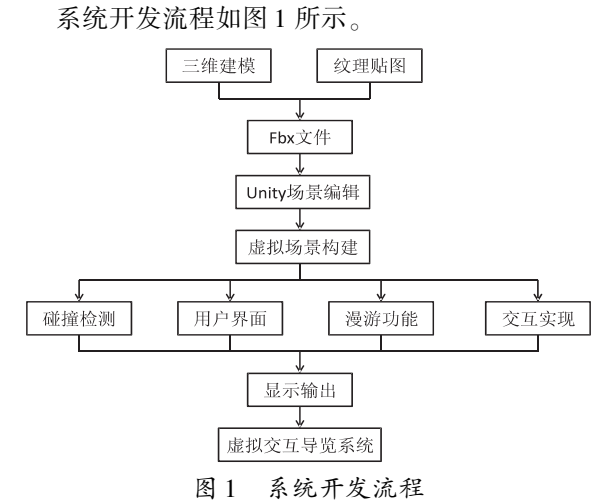 系统开发流程如图1所示。
三维建模 纹理贴图
Fbx文件
Unity场景编辑
虚拟场景构建
碰撞检测 用户界面 漫游功能 交互实现
显示输出
虚拟交互导览系统
图1 系统开发流程